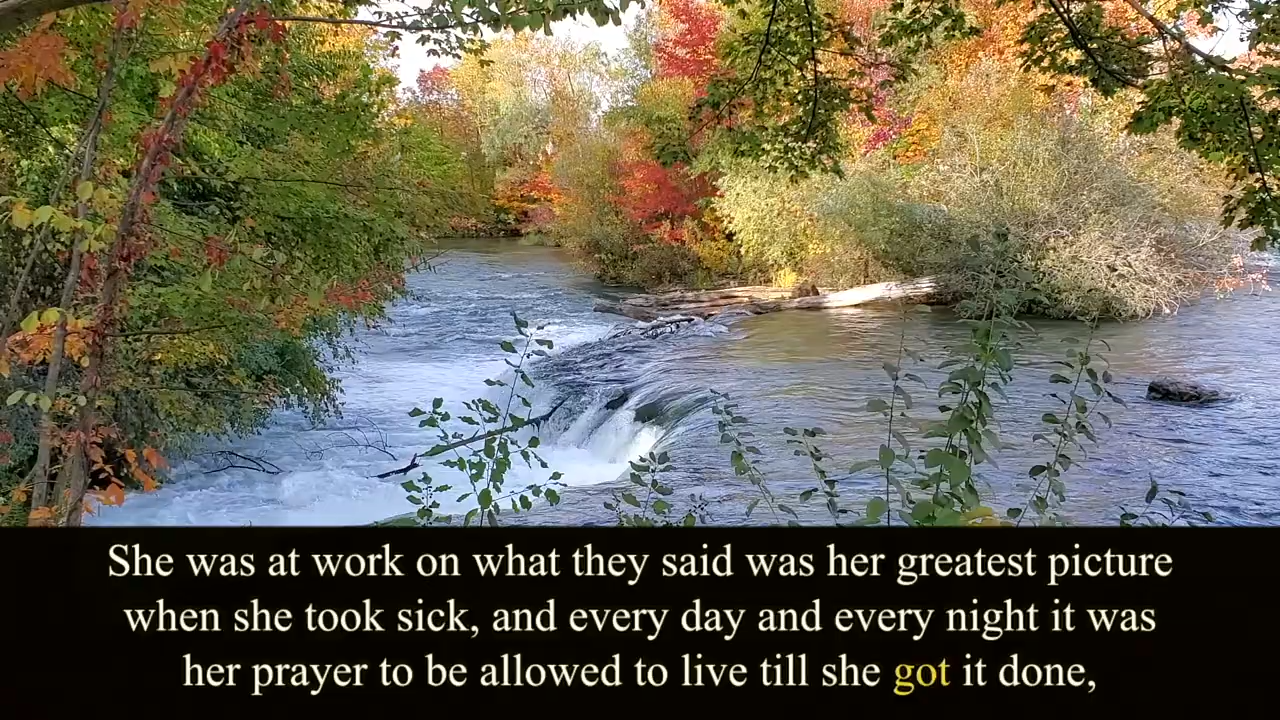 She was at work on what they said was her greatest picture
when she took sick, and every day and every night it was
her prayer to be allowed to live till she got it done,